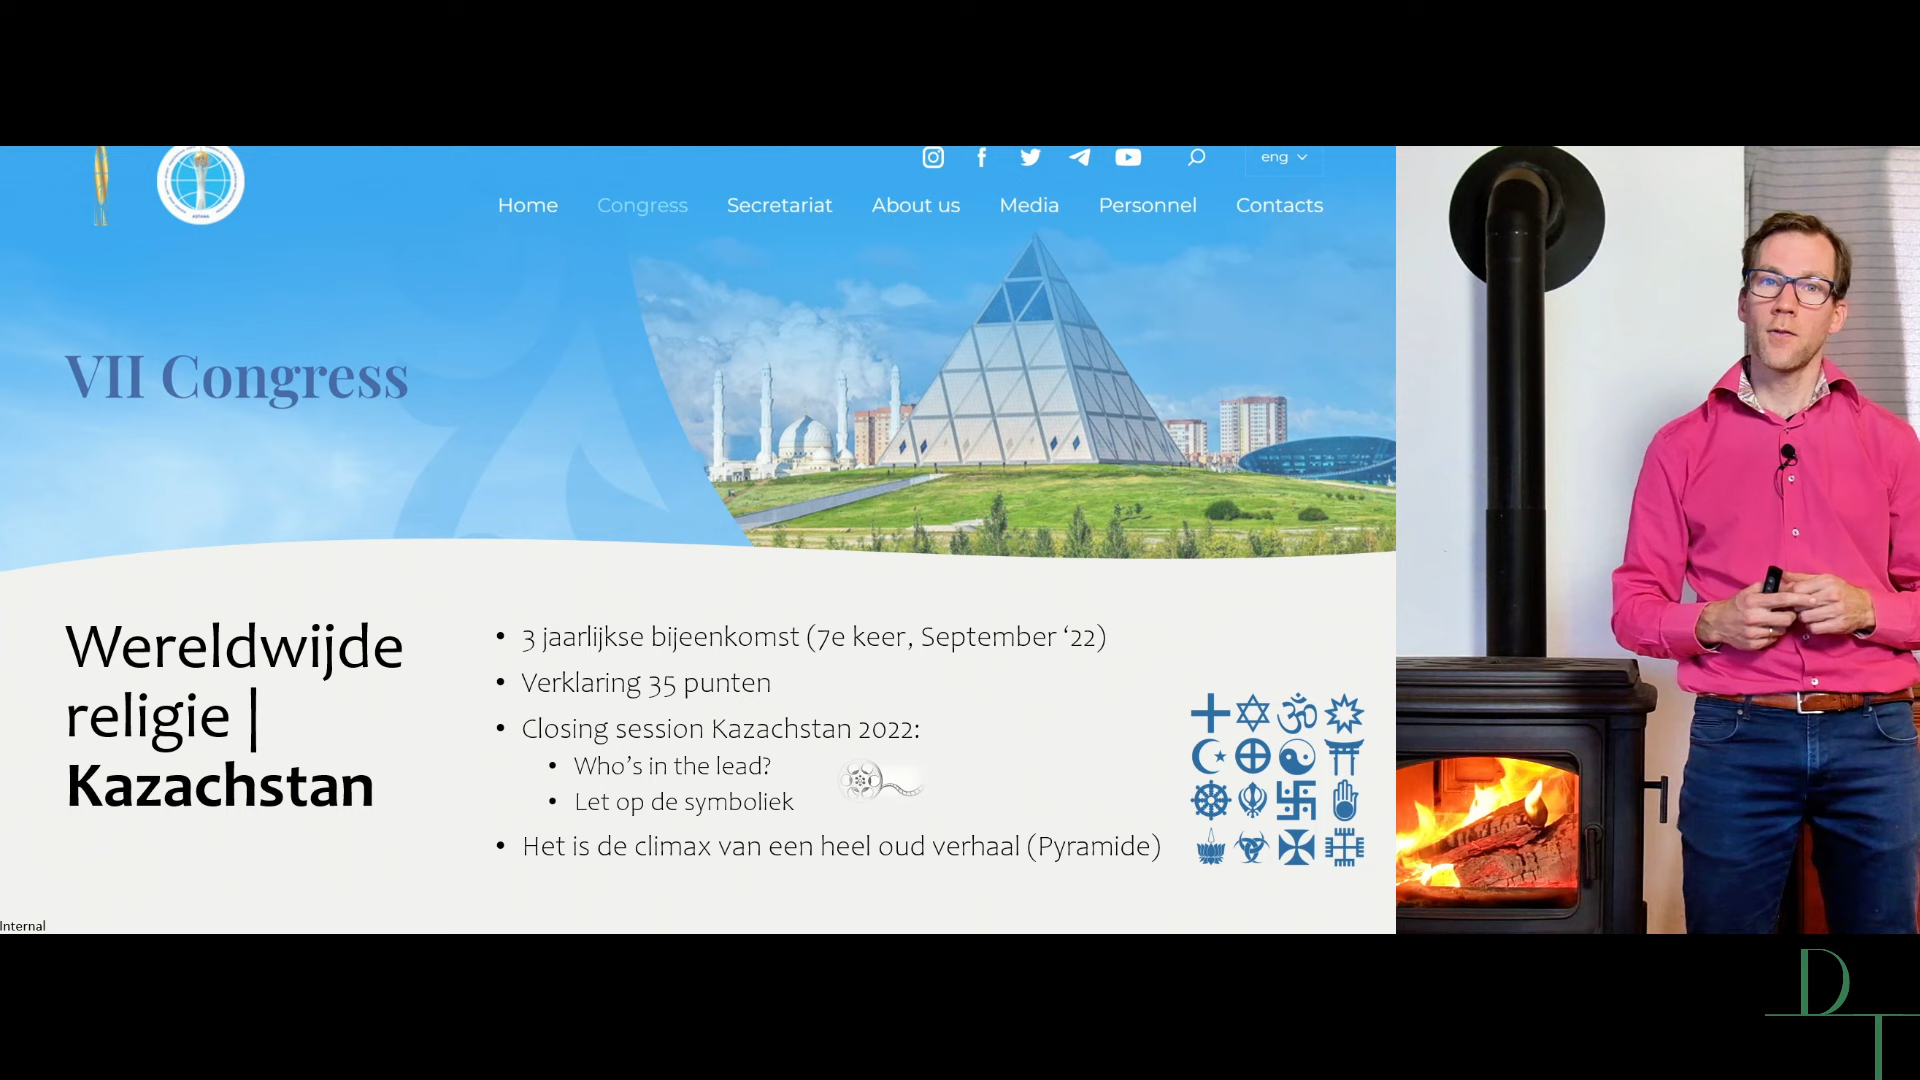 eng
Home Congress Secretariat About us Media Personnel Contacts
VII Congress
Wereldwijde
religie |
Kazachstan
• 3 jaarlijkse bijeenkomst (7e keer, September ‘22)
• Verklaring 35 punten
• Closing session Kazachstan 2022:
• Who’s in the lead?
• Let op de symboliek
• Het is de climax van een heel oud verhaal (Pyramide)
Internal
DT